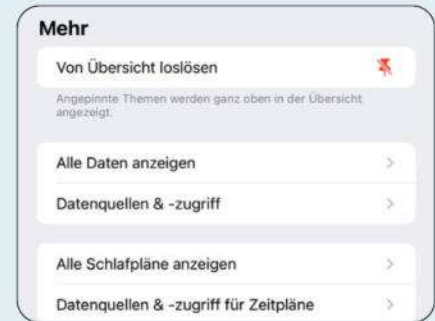 Mehr
Von Übersicht loslösen
Angepinnte Themen werden ganz oben in der Übersicht
angezeigt.
Alle Daten anzeigen
Datenquellen & -zugriff
Alle Schlafpläne anzeigen
Datenquellen & -zugriff für Zeitpläne